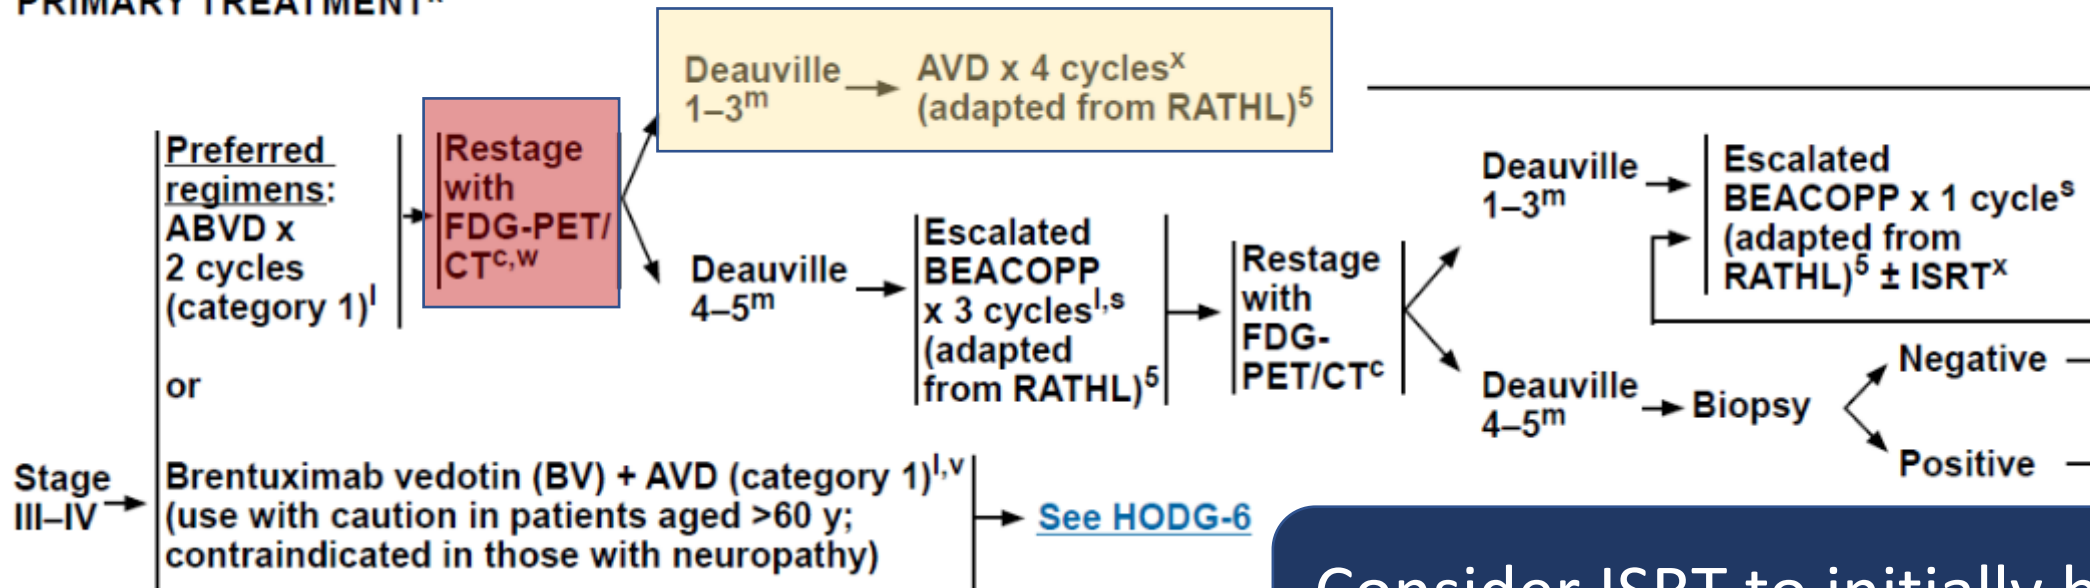 PRIMARY TREATMENT
Deauville
1–3ᵐ
AVD x 4 cyclesˣ
(adapted from RATHL)⁵
Preferred
regimens:
ABVD x
2 cycles
(category 1)ˡ
Restage
with
FDG-PET/
CTᶜ,ʷ
Deauville
4–5ᵐ
Escalated
BEACOPP
x 3 cyclesˡ,ˢ
(adapted
from RATHL)⁵
Restage
with
FDG-
PET/CTᶜ
Deauville
1–3ᵐ
Escalated
BEACOPP x 1 cycleˢ
(adapted from
RATHL)⁵ ± ISRTˣ
Deauville
4–5ᵐ
Biopsy
Negative
Positive
or
Stage
III–IV
Brentuximab vedotin (BV) + AVD (category 1)ˡ,ᵛ
(use with caution in patients aged >60 y;
contraindicated in those with neuropathy)
See HODG-6
Consider ISRT to initially